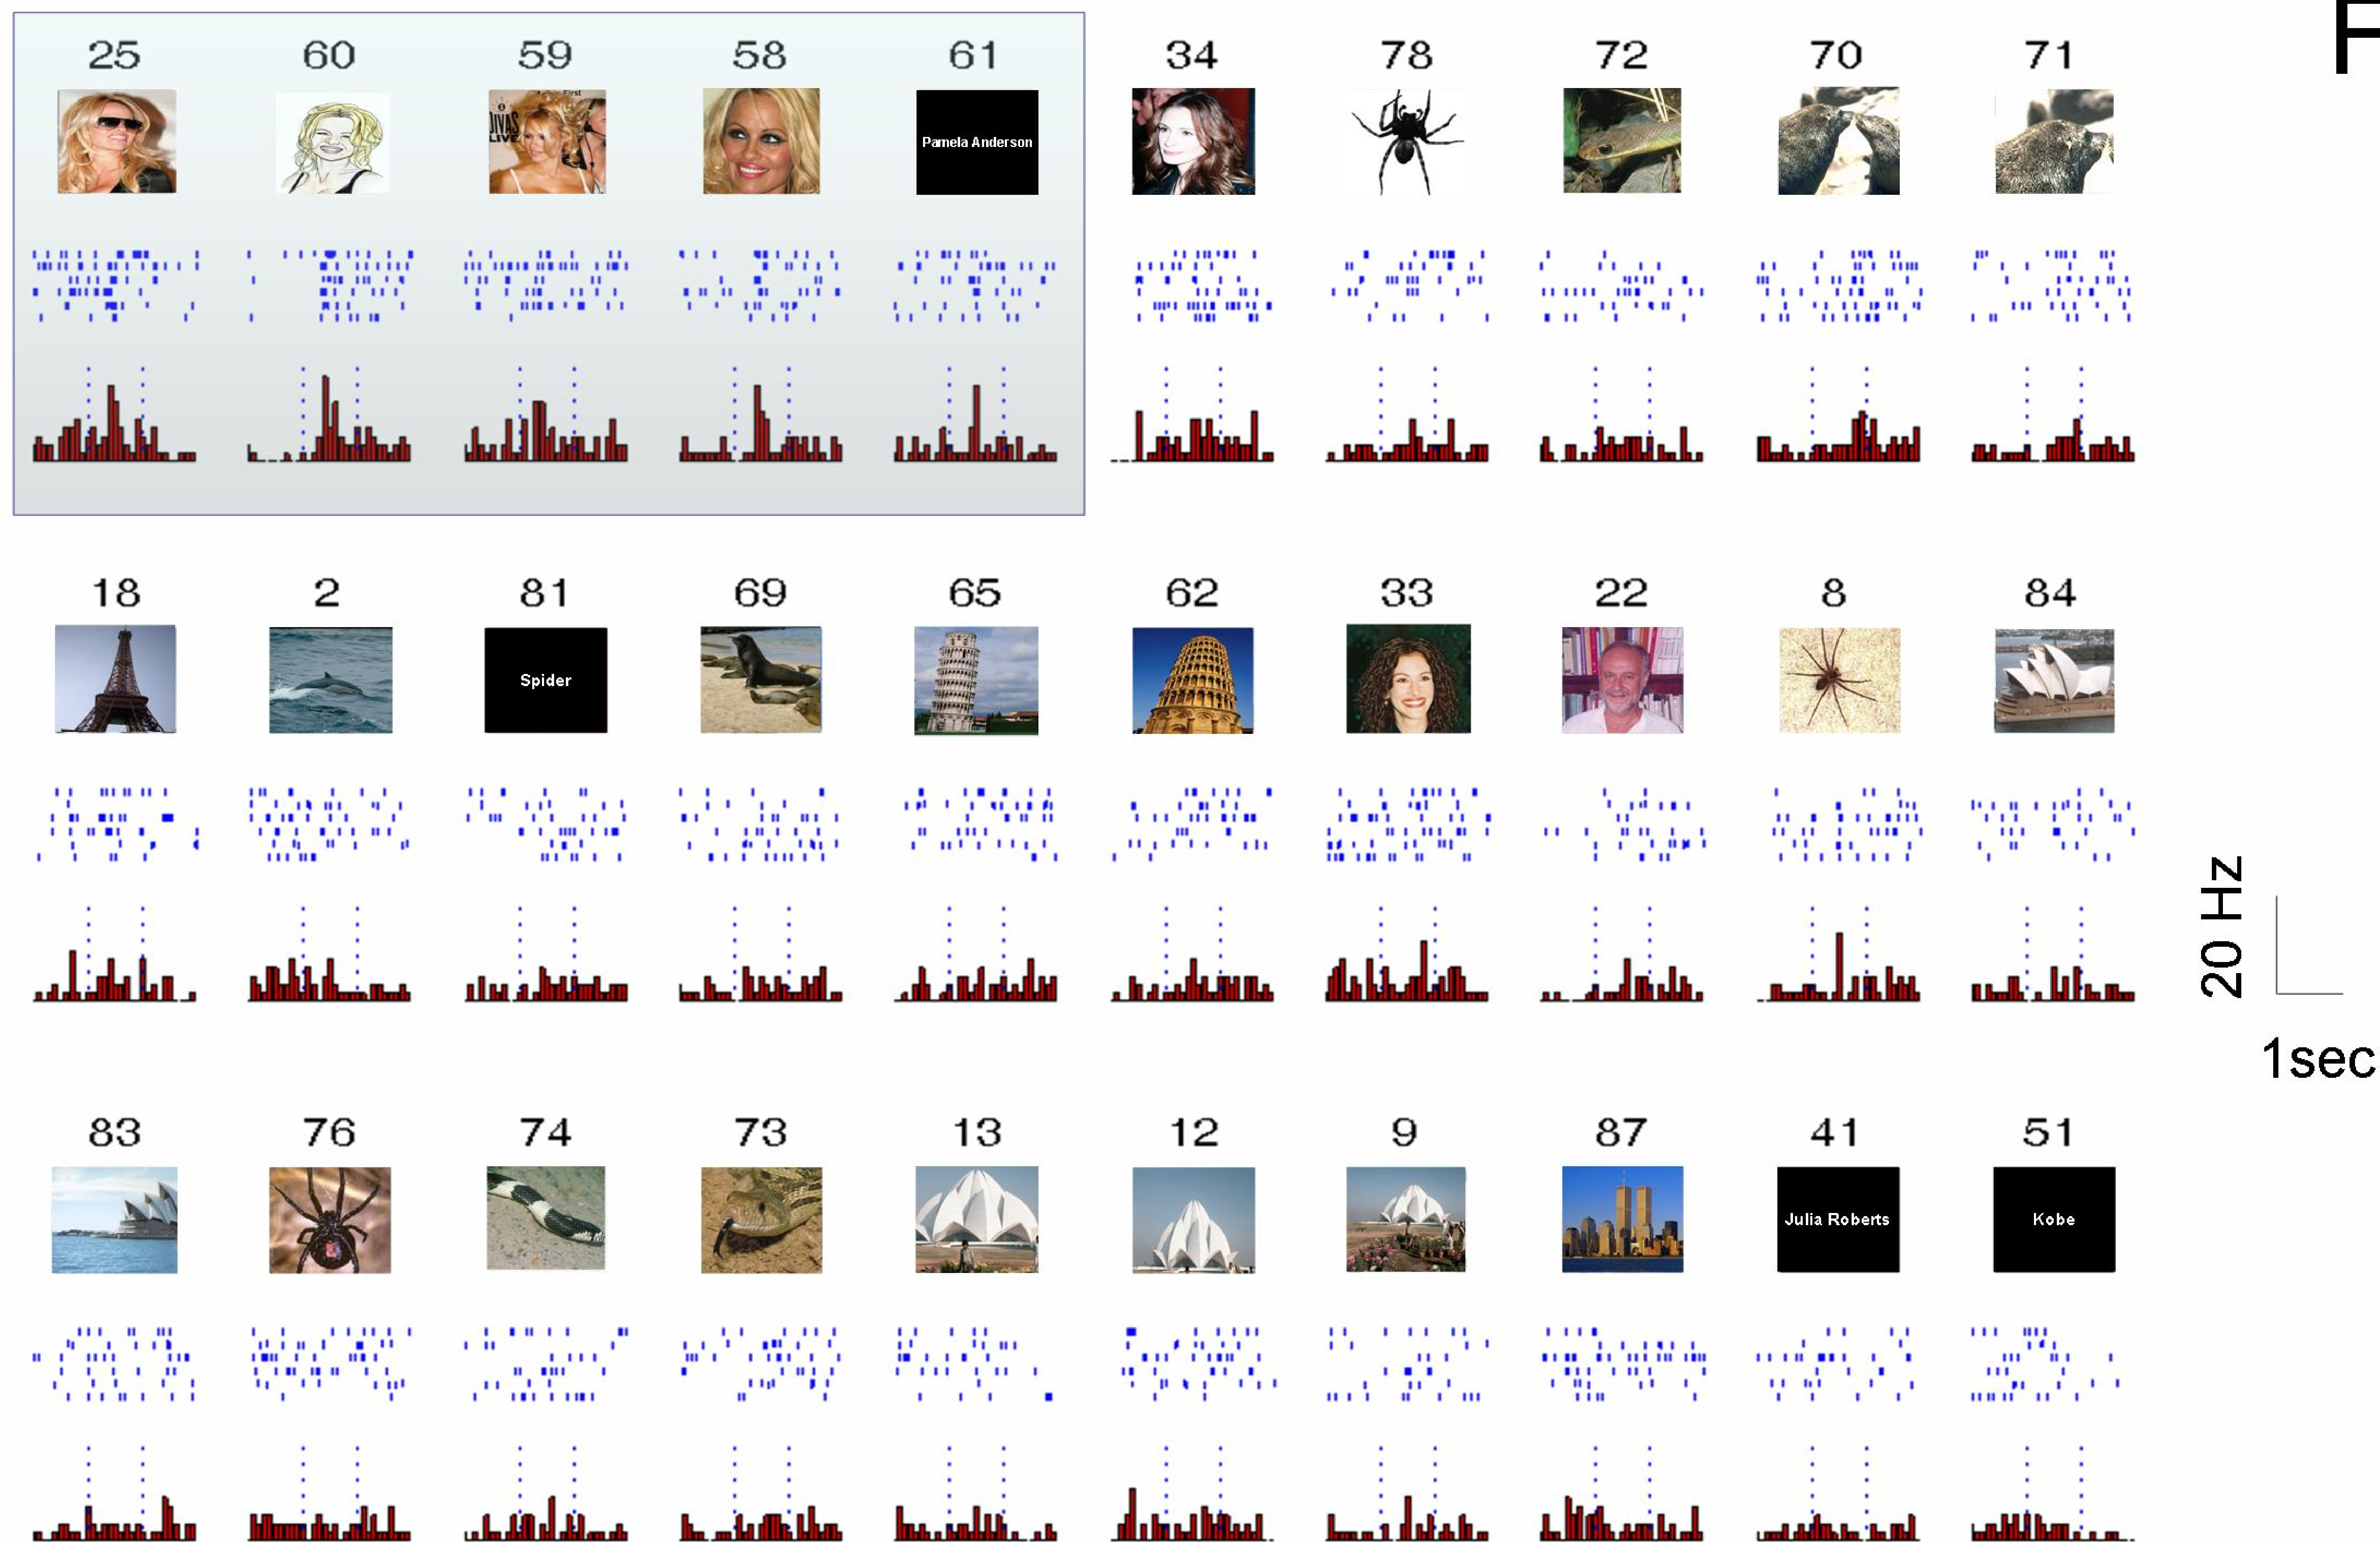 F
25 60 59 58 61 34 78 72 70 71
DIVAS
LIVE
Pamela Anderson
18 2 81 69 65 62 33 22 8 84
Spider
20 Hz
1sec
83 76 74 73 13 12 9 87 41 51
Julia Roberts
Kobe